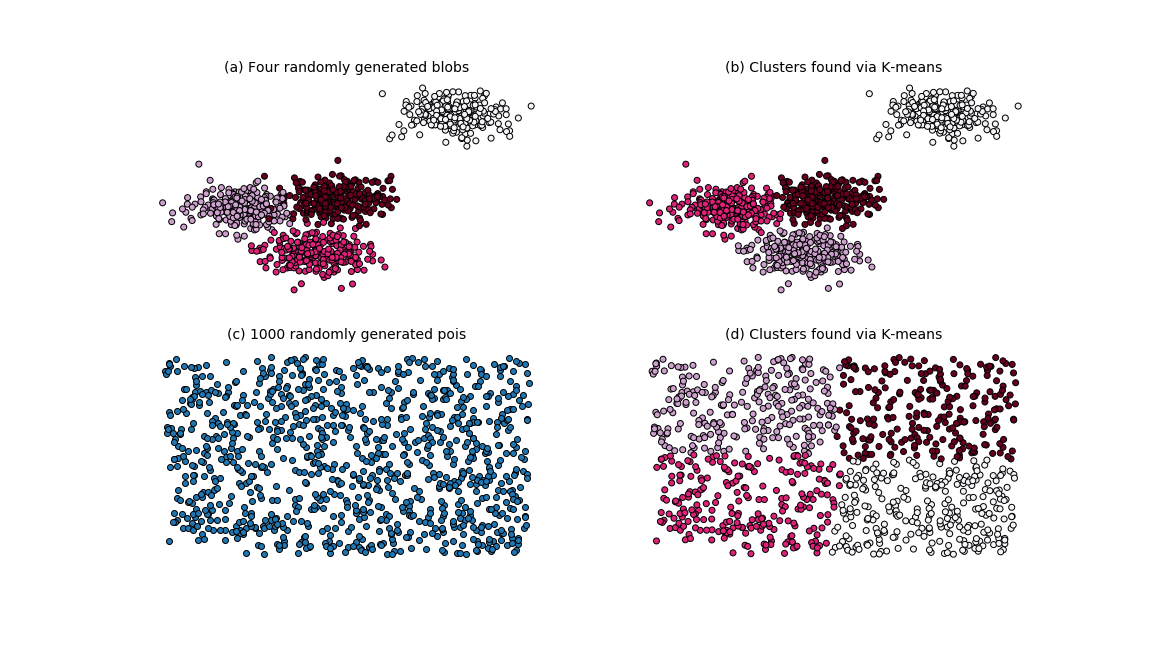 (a) Four randomly generated blobs
(b) Clusters found via K-means
(c) 1000 randomly generated pois
(d) Clusters found via K-means